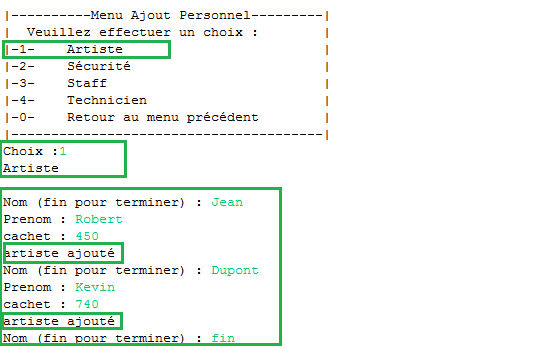 |----------Menu Ajout Personnel---------|
| Veuillez effectuer un choix : |
|-1- Artiste |
|-2- Sécurité |
|-3- Staff |
|-4- Technicien |
|-0- Retour au menu précédent |
|---------------------------------------|
Choix :1
Artiste
Nom (fin pour terminer) : Jean
Prenom : Robert
cachet : 450
artiste ajouté
Nom (fin pour terminer) : Dupont
Prenom : Kevin
cachet : 740
artiste ajouté
Nom (fin pour terminer) : fin